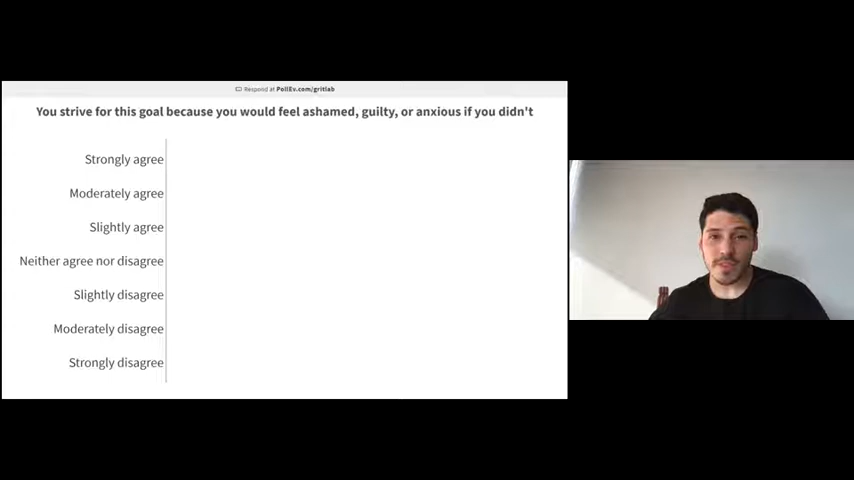 Respond at PollEv.com/gritlab
You strive for this goal because you would feel ashamed, guilty, or anxious if you didn't
Strongly agree
Moderately agree
Slightly agree
Neither agree nor disagree
Slightly disagree
Moderately disagree
Strongly disagree